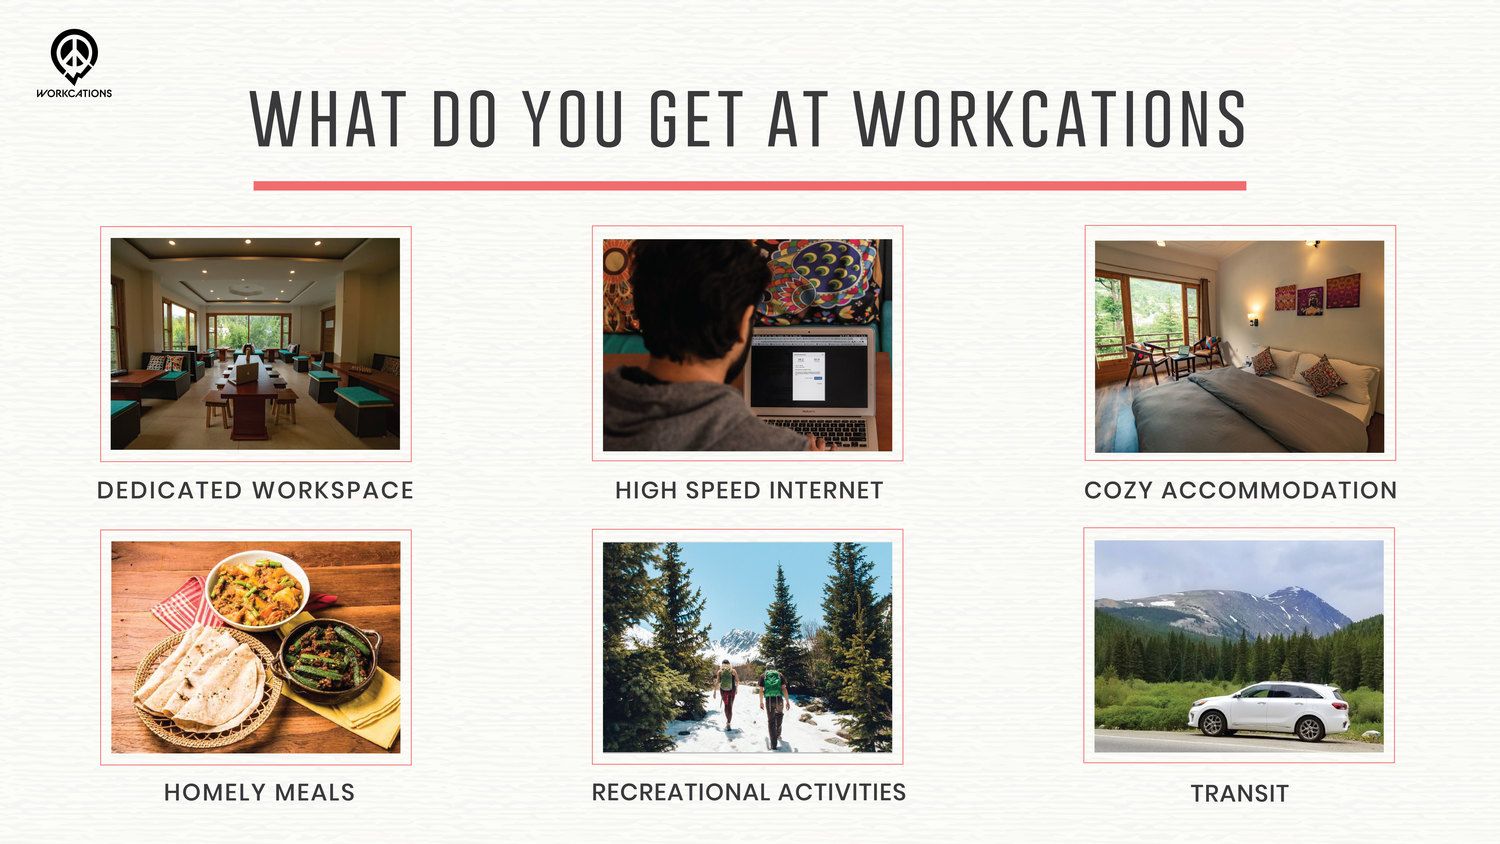 WORKCATIONS
WHAT DO YOU GET AT WORKCATIONS
DEDICATED WORKSPACE
HIGH SPEED INTERNET
COZY ACCOMMODATION
HOMELY MEALS
RECREATIONAL ACTIVITIES
TRANSIT